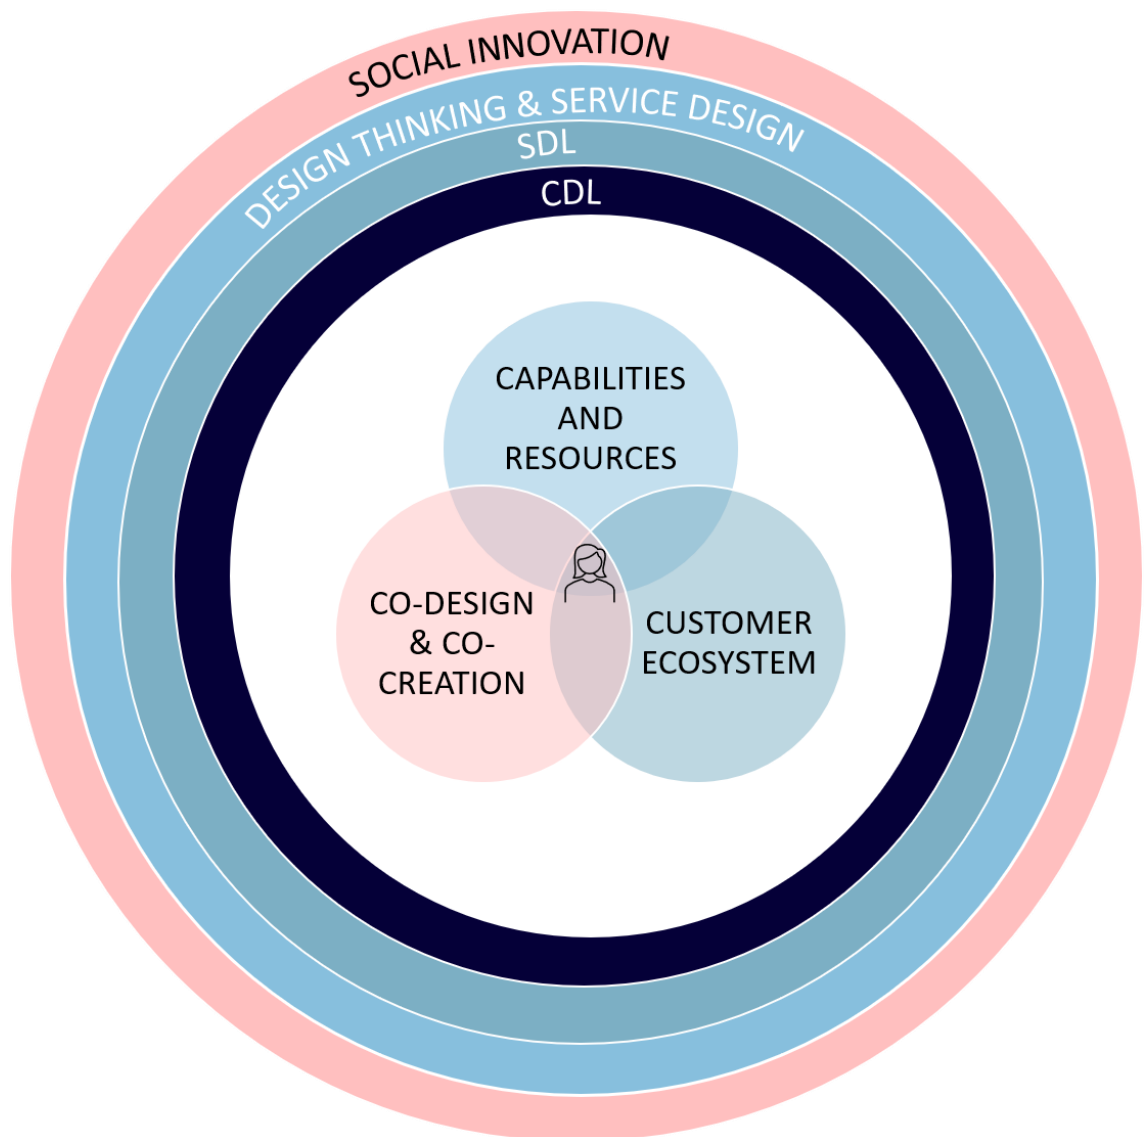 SOCIAL INNOVATION
DESIGN THINKING & SERVICE DESIGN
SDL
CDL
CAPABILITIES
AND
RESOURCES
CO-DESIGN
& CO-
CREATION
CUSTOMER
ECOSYSTEM